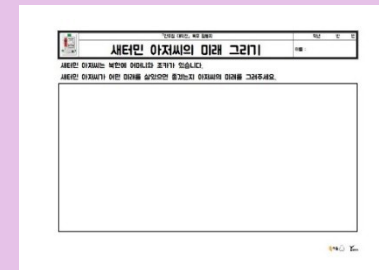 새터민 아저씨의 미래 그리기
이름 :
새터민 아저씨는 북한에 어머니와 조카가 있습니다.
새터민 아저씨가 어떤 미래를 살았으면 좋겠는지 아저씨의 미래를 그려주세요.